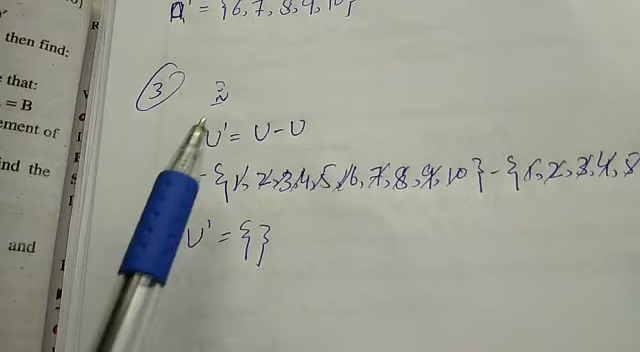 then find:
that:
= B
ement of
ind the
and
A' = {6,7,8,9,10}
3
U' = U - U
- {1,2,3,4,5,6,7,8,9,10} - {1,2,3,4,5
U' = {}